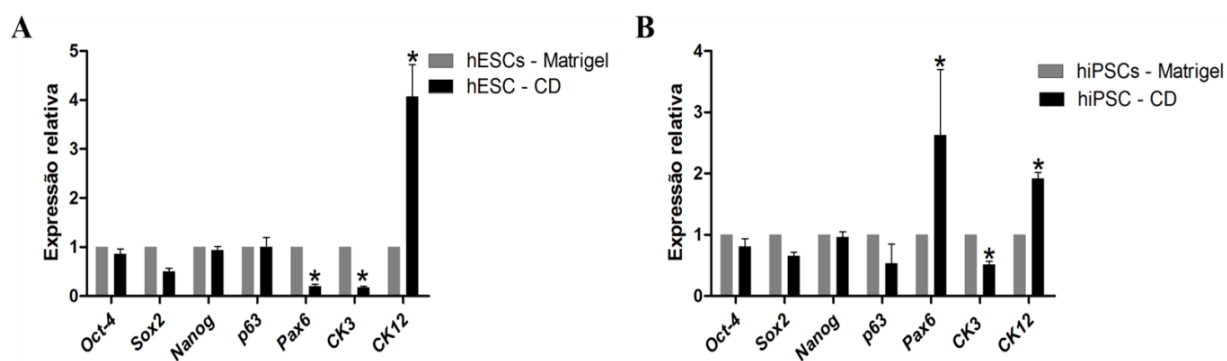 A
Expressão relativa
5
4
3
2
1
0
*
*
*
hESCs - Matrigel
hESC - CD
Oct-4
Sox2
Nanog
p63
Pax6
CK3
CK12
B
Expressão relativa
4
3
2
1
0
*
*
*
hiPSCs - Matrigel
hiPSC - CD
Oct-4
Sox2
Nanog
p63
Pax6
CK3
CK12